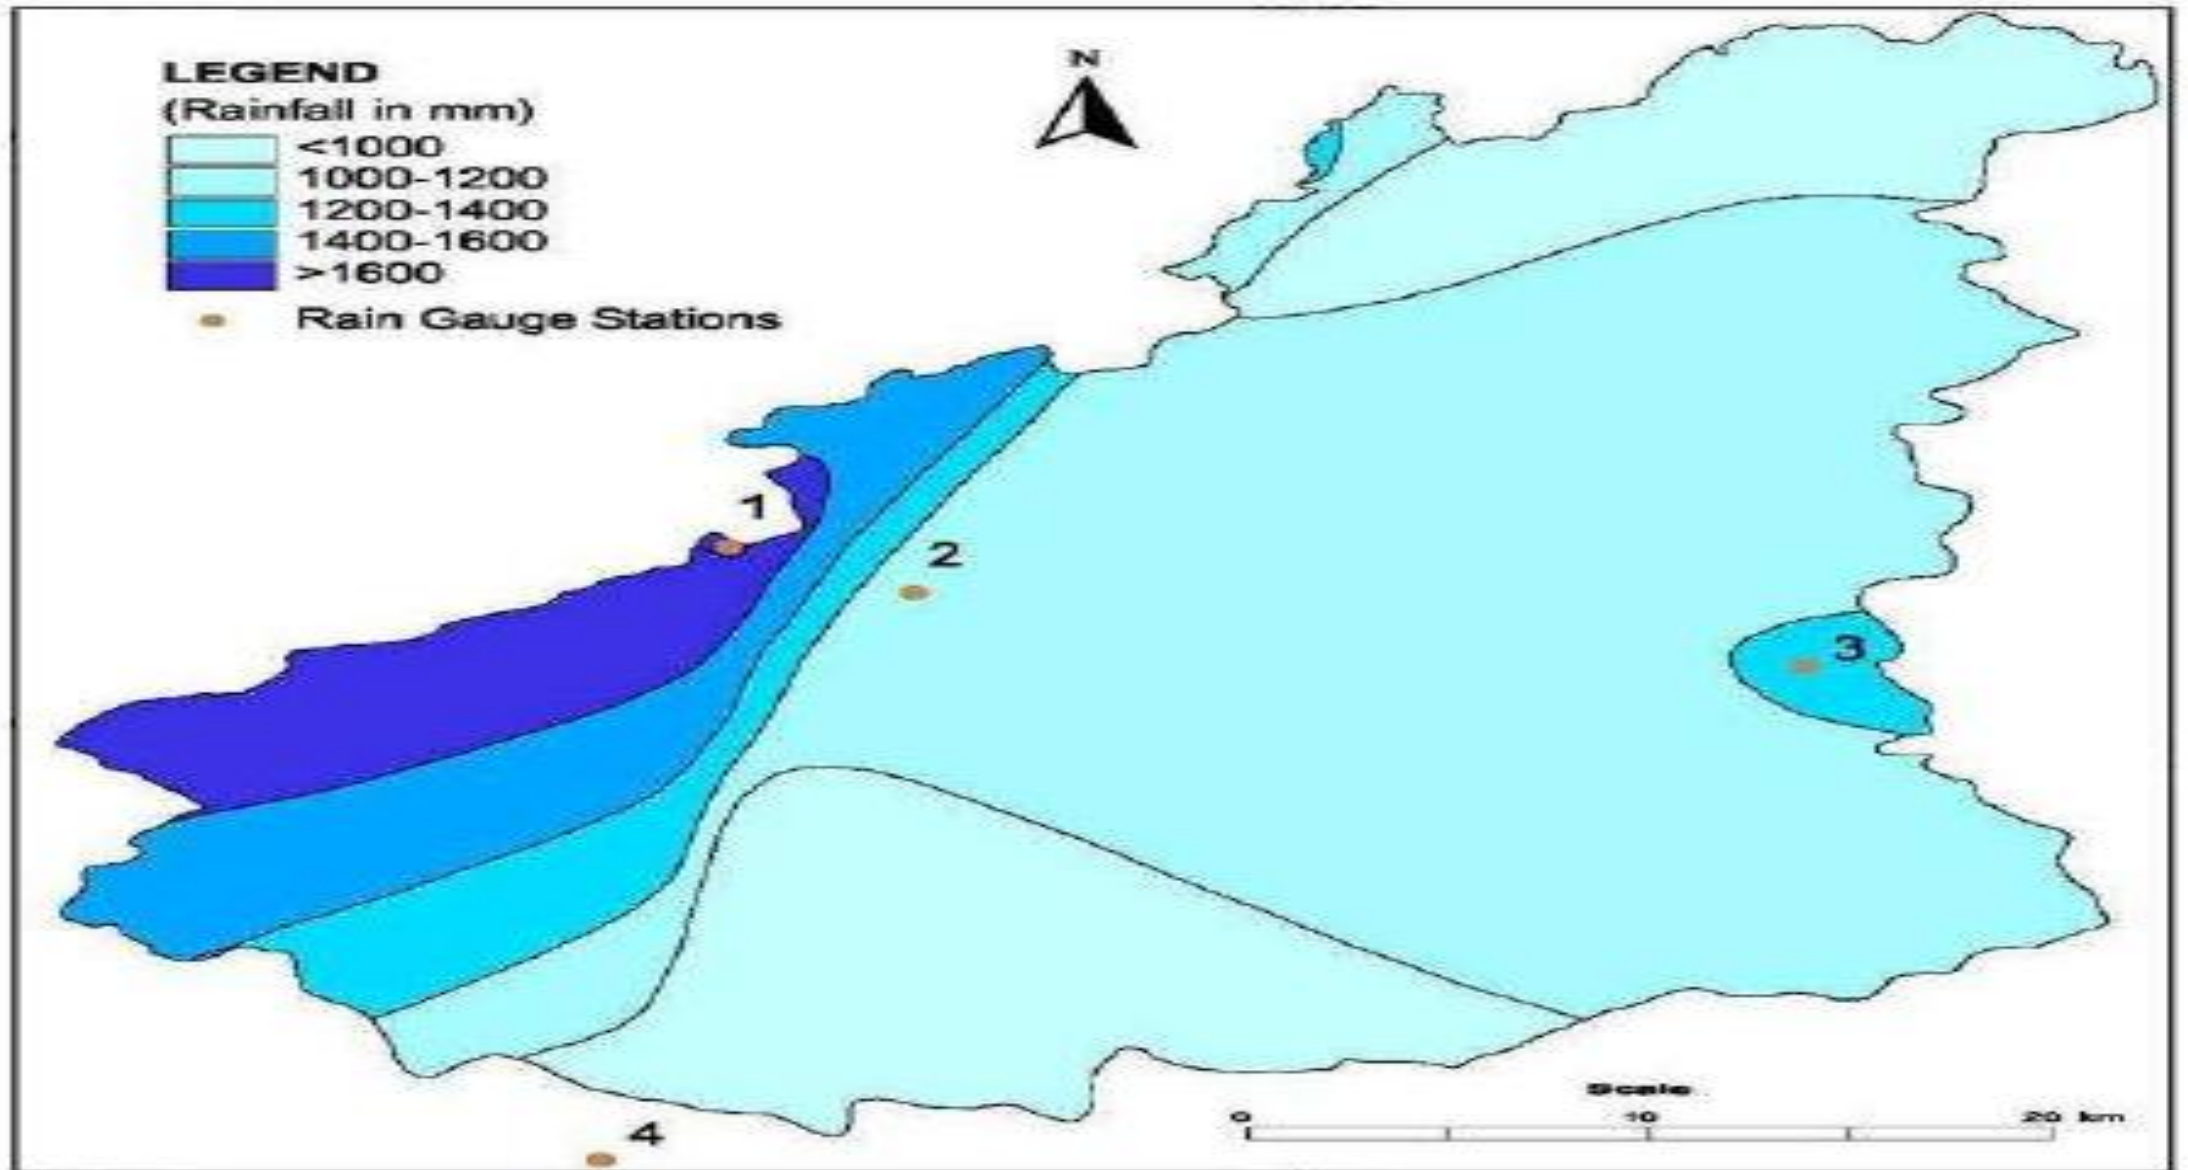 LEGEND
(Rainfall in mm)
<1000
1000-1200
1200-1400
1400-1600
>1600
Rain Gauge Stations
N
1
2
3
4
Scale
0 10 20 km